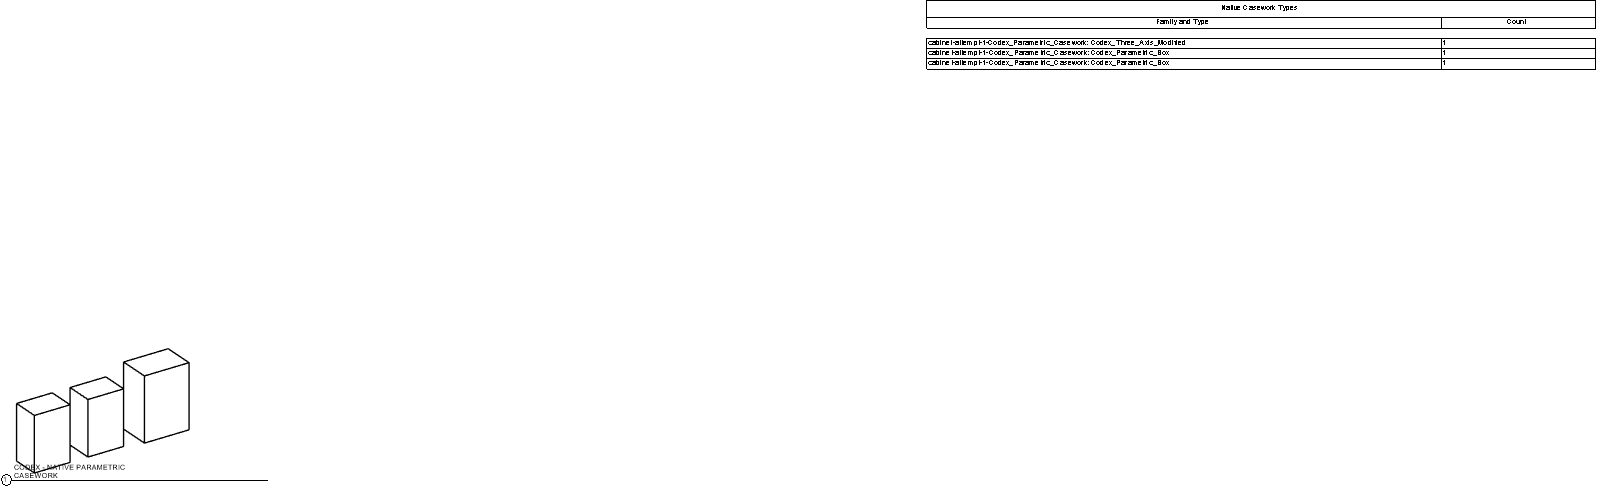 Native Casework Types
Family and Type Count
cabinet-attempt-1-Codex_Parametric_Casework: Codex_Three_Axis_Modified 1
cabinet-attempt-1-Codex_Parametric_Casework: Codex_Parametric_Box 1
cabinet-attempt-1-Codex_Parametric_Casework: Codex_Parametric_Box 1
CODEX - NATIVE PARAMETRIC
CASEWORK
1